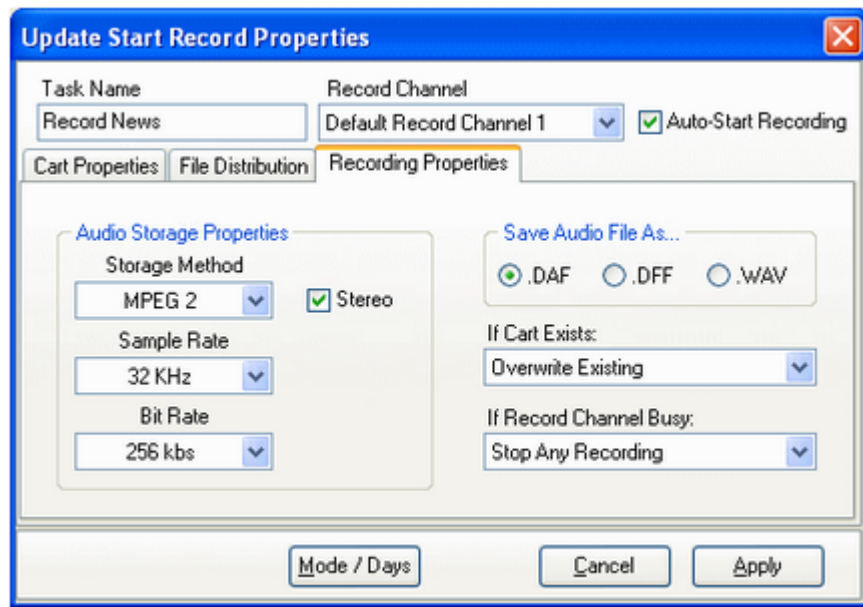 Update Start Record Properties
Task Name
Record Channel
Record News
Default Record Channel 1
Auto-Start Recording
Cart Properties
File Distribution
Recording Properties
Audio Storage Properties
Storage Method
MPEG 2
Stereo
Sample Rate
32 KHz
Bit Rate
256 kbs
Save Audio File As...
.DAF
.DFF
.WAV
If Cart Exists:
Overwrite Existing
If Record Channel Busy:
Stop Any Recording
Mode / Days
Cancel
Apply